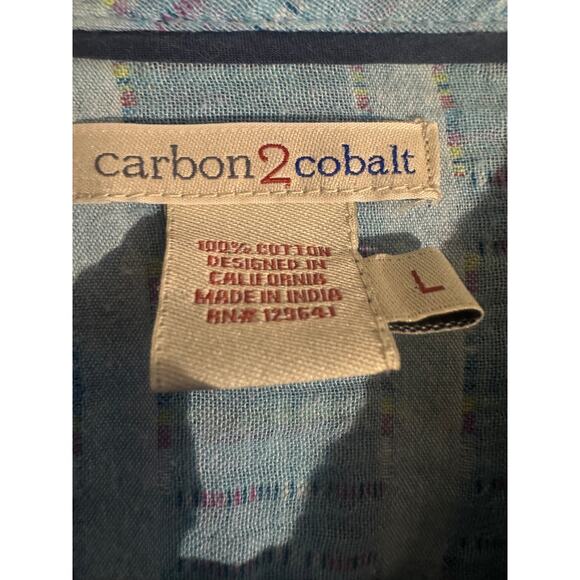 carbon2cobalt
100% COTTON
DESIGNED IN
CALIFORNIA
MADE IN INDIA
RN# 129641
L